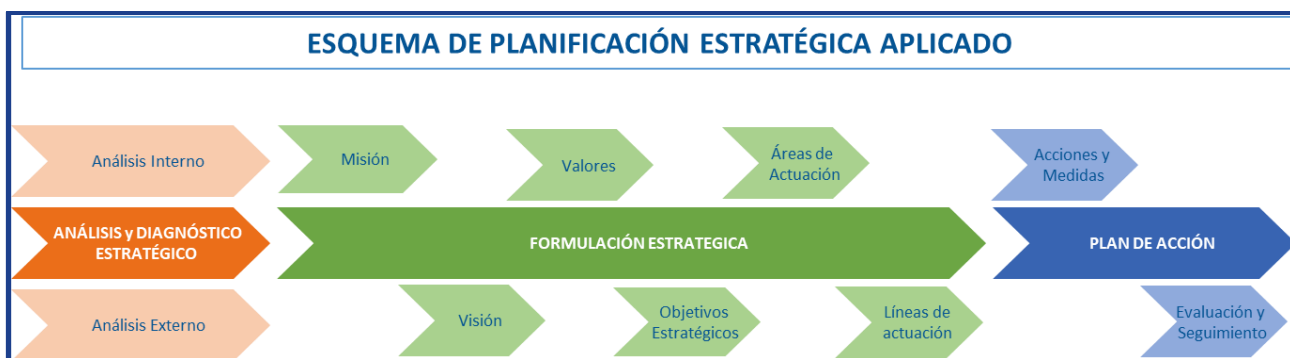 ESQUEMA DE PLANIFICACIÓN ESTRATÉGICA APLICADO
Análisis Interno
Misión
Valores
Áreas de
Actuación
Acciones y
Medidas
ANÁLISIS y DIAGNÓSTICO
ESTRATÉGICO
FORMULACIÓN ESTRATEGICA
PLAN DE ACCIÓN
Análisis Externo
Visión
Objetivos
Estratégicos
Líneas de
actuación
Evaluación y
Seguimiento